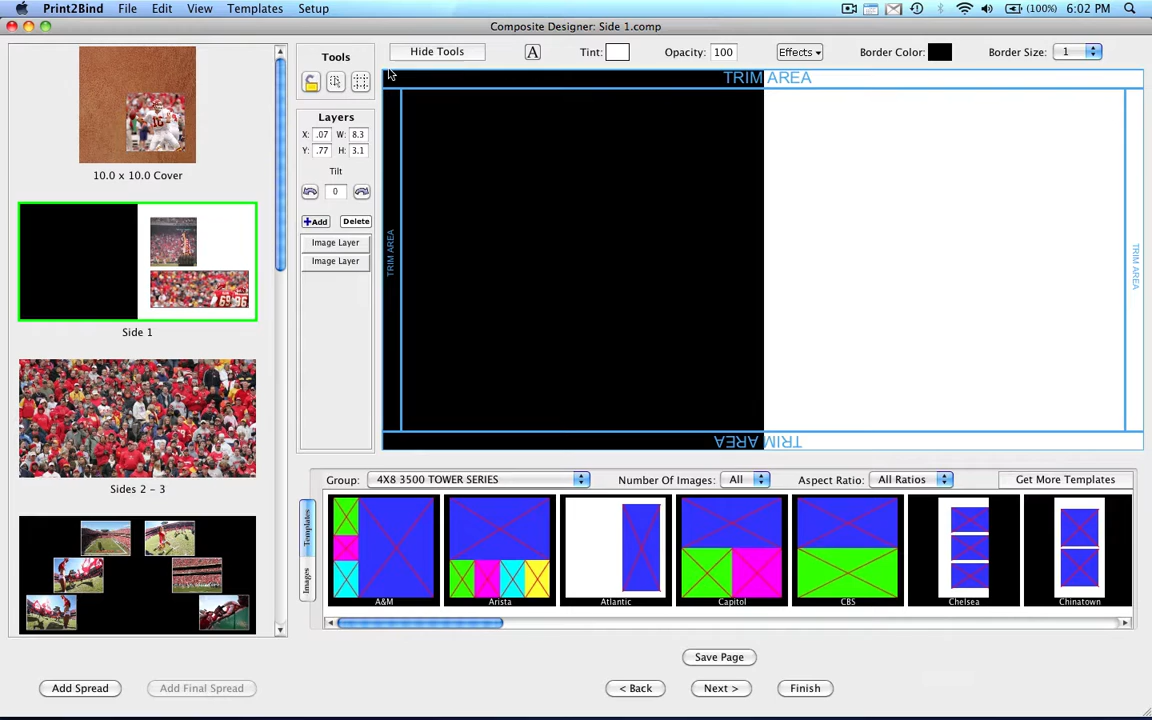 Print2Bind File Edit View Templates Setup (100%) 6:02 PM
Composite Designer: Side 1.comp
Tools Hide Tools A Tint: Opacity: 100 Effects Border Color: Border Size: 1
TRIM AREA
Layers
X: .07 W: 8.3
Y: .77 H: 3.1
Tilt
0
+Add Delete
Image Layer
Image Layer
TRIM AREA
TRIM AREA
TRIM AREA
10.0 x 10.0 Cover
Side 1
Sides 2 - 3
Group: 4X8 3500 TOWER SERIES Number Of Images: All Aspect Ratio: All Ratios Get More Templates
Templates
Images
A&M Arista Atlantic Capitol CBS Chelsea Chinatown
Save Page
Add Spread Add Final Spread < Back Next > Finish